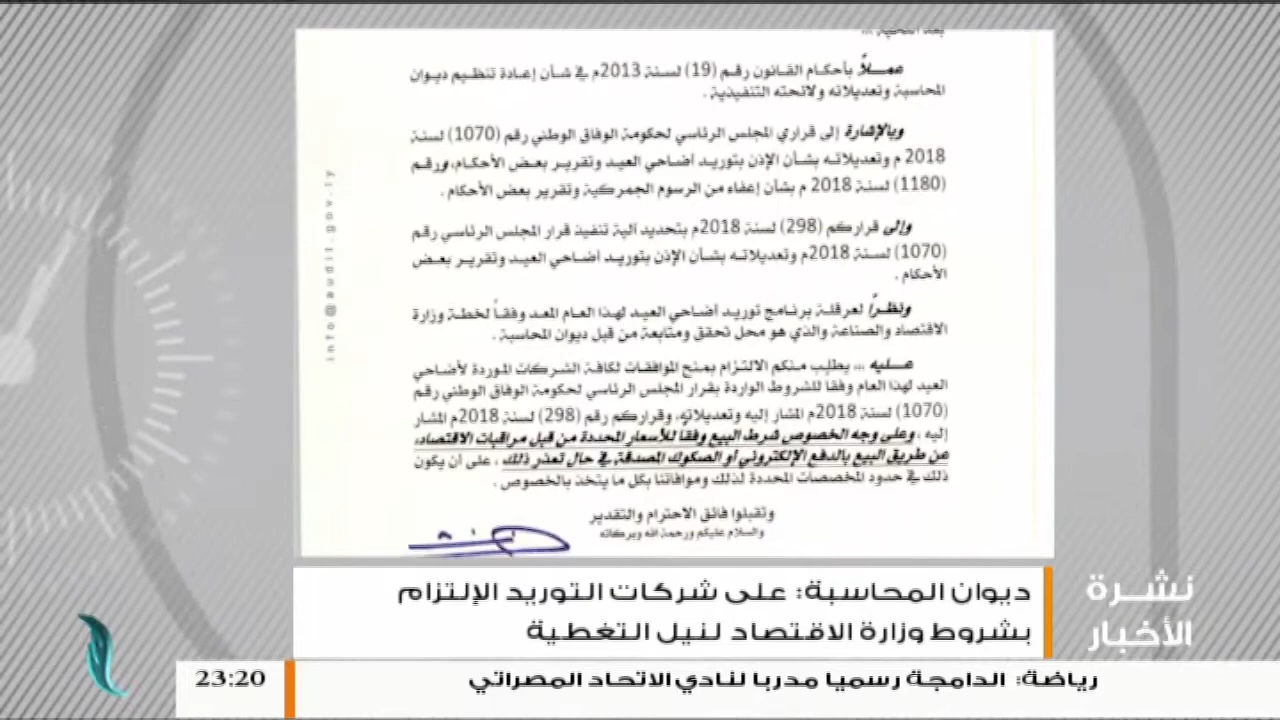 عملاً بأحكام القانون رقم (19) لسنة 2013م في شأن إعادة تنظيم ديوان
المحاسبة وتعديلاته ولائحته التنفيذية .
وبالإشارة إلى قراري المجلس الرئاسي لحكومة الوفاق الوطني رقم (1070) لسنة
2018 م وتعديلاته بشأن الإذن بتوريد أضاحي العيد وتقرير بعض الأحكام، ورقم
(1180) لسنة 2018 م بشأن إعفاء من الرسوم الجمركية وتقرير بعض الأحكام .
وإلى قراركم (298) لسنة 2018م بتحديد آلية تنفيذ قرار المجلس الرئاسي رقم
(1070) لسنة 2018م وتعديلاته بشأن الإذن بتوريد أضاحي العيد وتقرير بعض
الأحكام .
ونظراً لعرقلة برنامج توريد أضاحي العيد لهذا العام المعد وفقاً لخطة وزارة
الاقتصاد والصناعة والذي هو محل تحقق ومتابعة من قبل ديوان المحاسبة .
عليه ... يطلب منكم الالتزام بمنح الموافقات لكافة الشركات الموردة لأضاحي
العيد لهذا العام وفقا للشروط الواردة بقرار المجلس الرئاسي لحكومة الوفاق الوطني رقم
(1070) لسنة 2018م المشار إليه وتعديلاته، وقراركم رقم (298) لسنة 2018م المشار
إليه ، وعلى وجه الخصوص شرط البيع وفقا للأسعار المحددة من قبل مراقبات الاقتصاد،
عن طريق البيع بالدفع الإلكتروني أو الصكوك المصدقة في حال تعذر ذلك ، على أن يكون
ذلك في حدود المخصصات المحددة لذلك وموافاتنا بكل ما يتخذ بالخصوص .
وتقبلوا فائق الاحترام والتقدير
والسلام عليكم ورحمة الله وبركاته
info@audit.gov.ly
ديوان المحاسبة: على شركات التوريد الإلتزام
بشروط وزارة الاقتصاد لنيل التغطية
نشرة
الأخبار
رياضة: الدامجة رسميا مدربا لنادي الاتحاد المصراتي
23:20